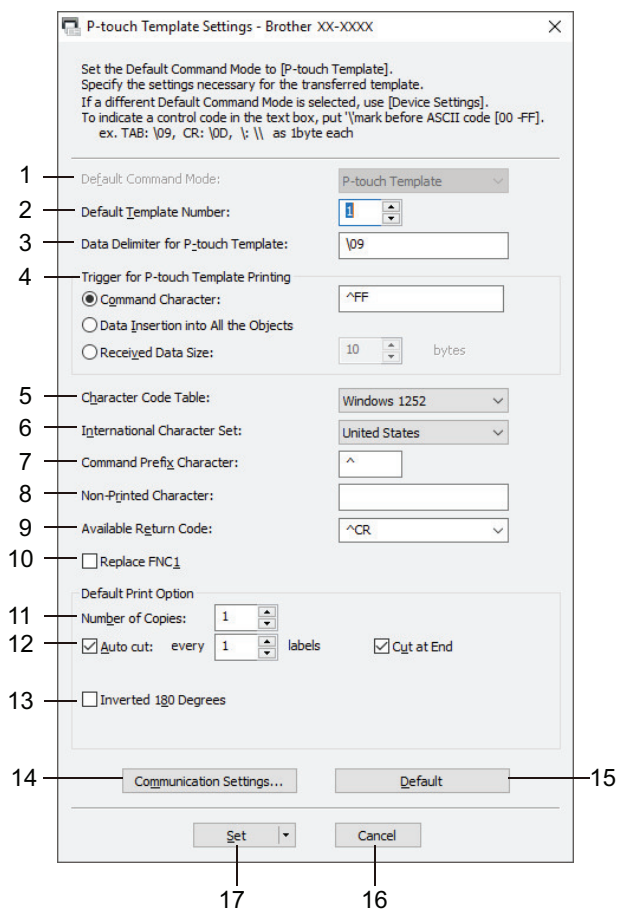 P-touch Template Settings - Brother XX-XXXX
Set the Default Command Mode to [P-touch Template].
Specify the settings necessary for the transferred template.
If a different Default Command Mode is selected, use [Device Settings].
To indicate a control code in the text box, put '\'mark before ASCII code [00 -FF].
ex. TAB: \09, CR: \0D, \: \\ as 1byte each
1 Default Command Mode: P-touch Template
2 Default Template Number: 1
3 Data Delimiter for P-touch Template: \09
4 Trigger for P-touch Template Printing
Command Character: ^FF
Data Insertion into All the Objects
Received Data Size: 10 bytes
5 Character Code Table: Windows 1252
6 International Character Set: United States
7 Command Prefix Character: ^
8 Non-Printed Character:
9 Available Return Code: ^CR
10 Replace FNC1
Default Print Option
11 Number of Copies: 1
12 Auto cut: every 1 labels Cut at End
13 Inverted 180 Degrees
14 Communication Settings... Default 15
Set Cancel
17 16